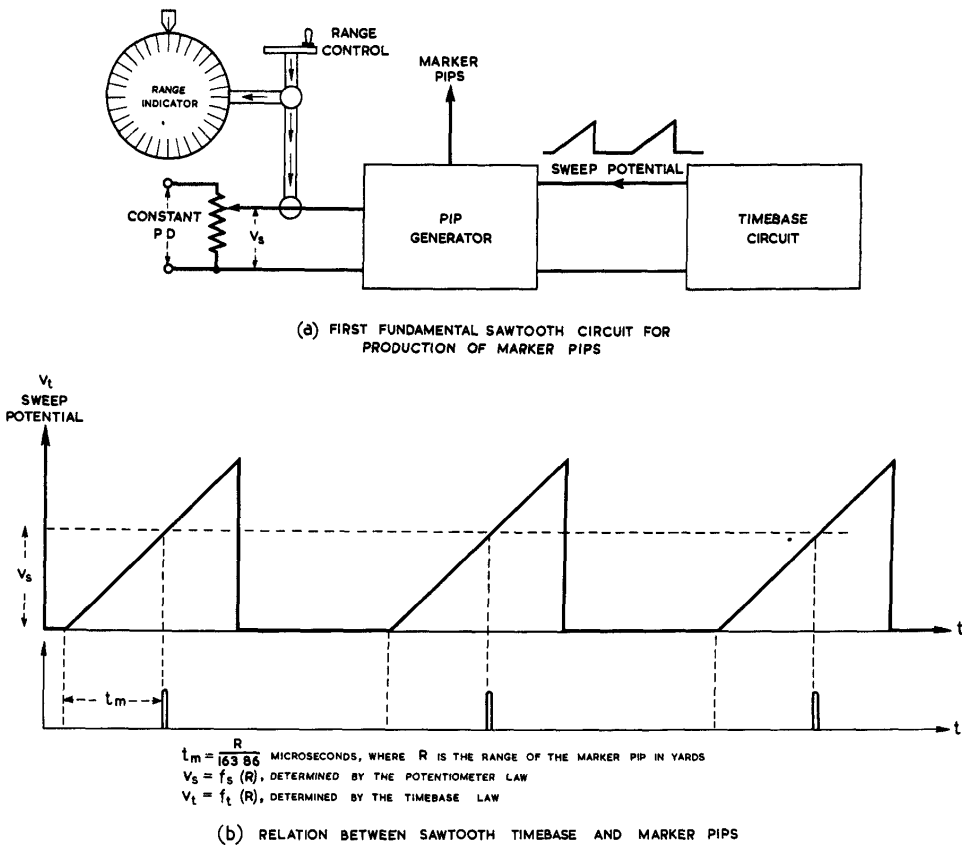 RANGE
CONTROL
RANGE
INDICATOR
MARKER
PIPS
SWEEP POTENTIAL
CONSTANT
P D
Vs
PIP
GENERATOR
TIMEBASE
CIRCUIT
(a) FIRST FUNDAMENTAL SAWTOOTH CIRCUIT FOR
PRODUCTION OF MARKER PIPS
Vt
SWEEP
POTENTIAL
Vs
t
tm
t
tm = R/163 86 MICROSECONDS, WHERE R IS THE RANGE OF THE MARKER PIP IN YARDS
Vs = fs (R), DETERMINED BY THE POTENTIOMETER LAW
Vt = ft (R), DETERMINED BY THE TIMEBASE LAW
(b) RELATION BETWEEN SAWTOOTH TIMEBASE AND MARKER PIPS